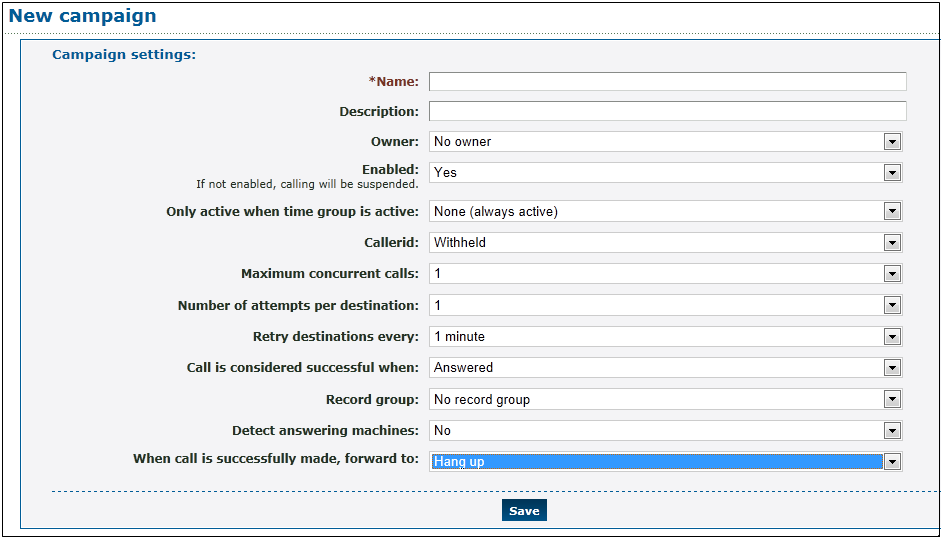 New campaign
Campaign settings:
*Name:
Description:
Owner: No owner
Enabled: Yes
If not enabled, calling will be suspended.
Only active when time group is active: None (always active)
Callerid: Withheld
Maximum concurrent calls: 1
Number of attempts per destination: 1
Retry destinations every: 1 minute
Call is considered successful when: Answered
Record group: No record group
Detect answering machines: No
When call is successfully made, forward to: Hang up
Save